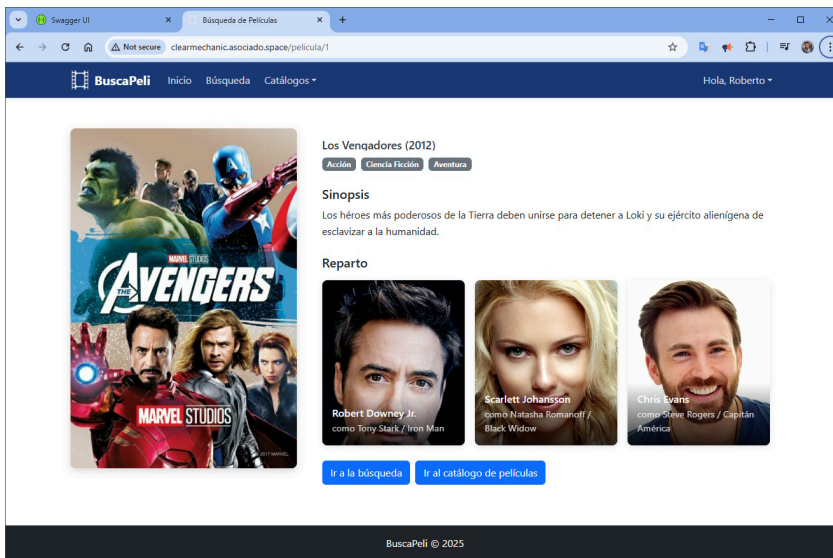 Swagger UI
Búsqueda de Películas
Not secure
clearmechanic.asociado.space/pelicula/1
BuscaPeli
Inicio
Búsqueda
Catálogos
Hola, Roberto
Los Vengadores (2012)
Acción
Ciencia Ficción
Aventura
Sinopsis
Los héroes más poderosos de la Tierra deben unirse para detener a Loki y su ejército alienígena de
esclavizar a la humanidad.
Reparto
MARVEL STUDIOS
THE
AVENGERS
MARVEL STUDIOS
© 2017 MARVEL
Robert Downey Jr.
como Tony Stark / Iron Man
Scarlett Johansson
como Natasha Romanoff /
Black Widow
Chris Evans
como Steve Rogers / Capitán
América
Ir a la búsqueda
Ir al catálogo de películas
BuscaPeli © 2025